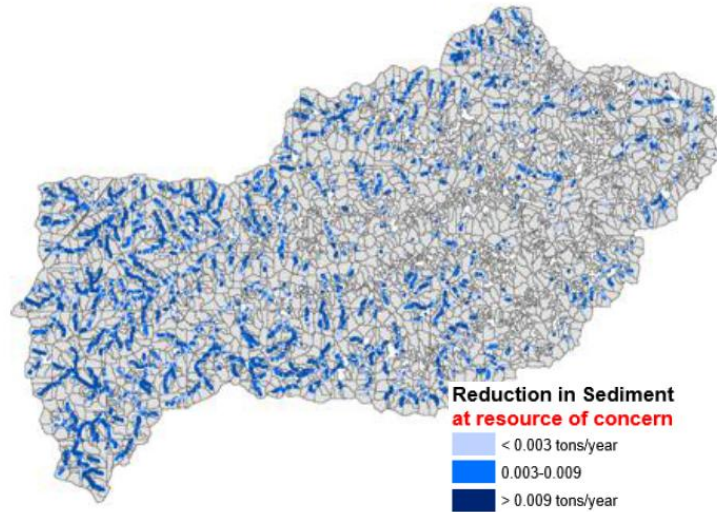 Reduction in Sediment
at resource of concern
< 0.003 tons/year
0.003-0.009
> 0.009 tons/year